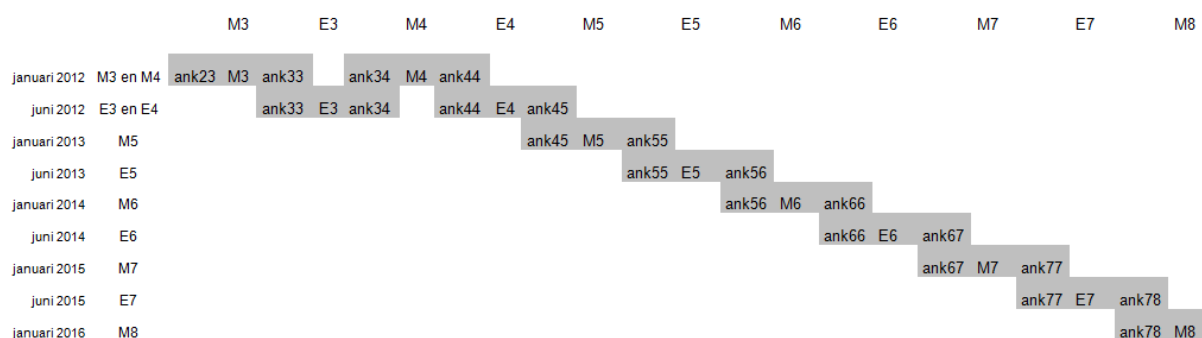 M3 E3 M4 E4 M5 E5 M6 E6 M7 E7 M8
januari 2012 M3 en M4 ank23 M3 ank33 ank34 M4 ank44
juni 2012 E3 en E4 ank33 E3 ank34 ank44 E4 ank45
januari 2013 M5 ank45 M5 ank55
juni 2013 E5 ank55 E5 ank56
januari 2014 M6 ank56 M6 ank66
juni 2014 E6 ank66 E6 ank67
januari 2015 M7 ank67 M7 ank77
juni 2015 E7 ank77 E7 ank78
januari 2016 M8 ank78 M8